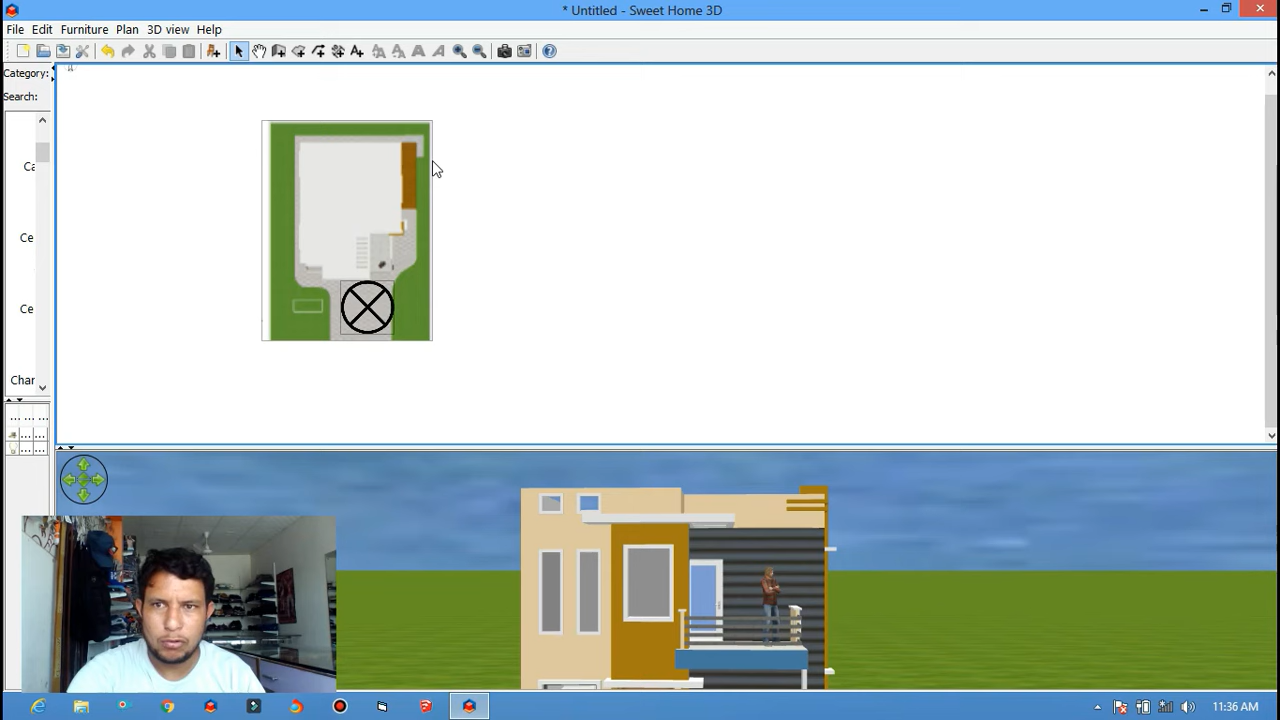 * Untitled - Sweet Home 3D
File Edit Furniture Plan 3D view Help
Category:
Search:
Ca
Ce
Ce
Char
... ... ...
... ...
... ...
11:36 AM